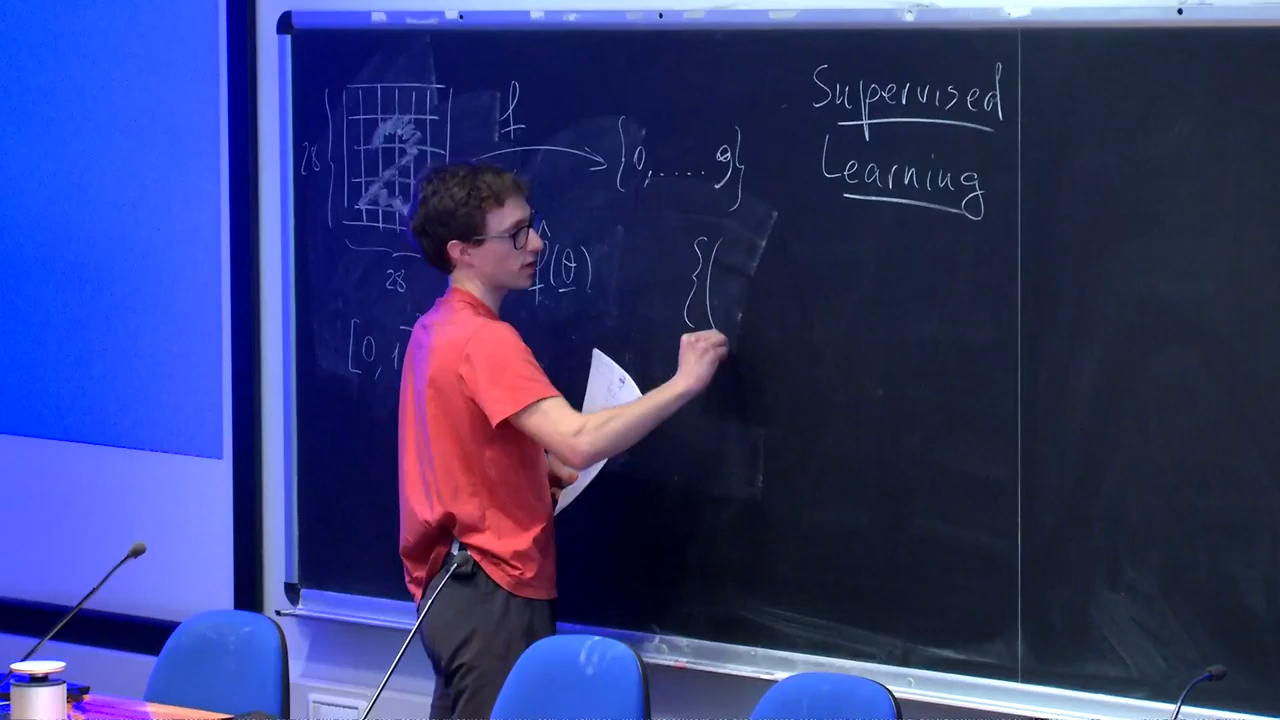 Supervised
Learning
f
28
{0, ..... 9}
28
f̂(θ)
{(
[0, 1